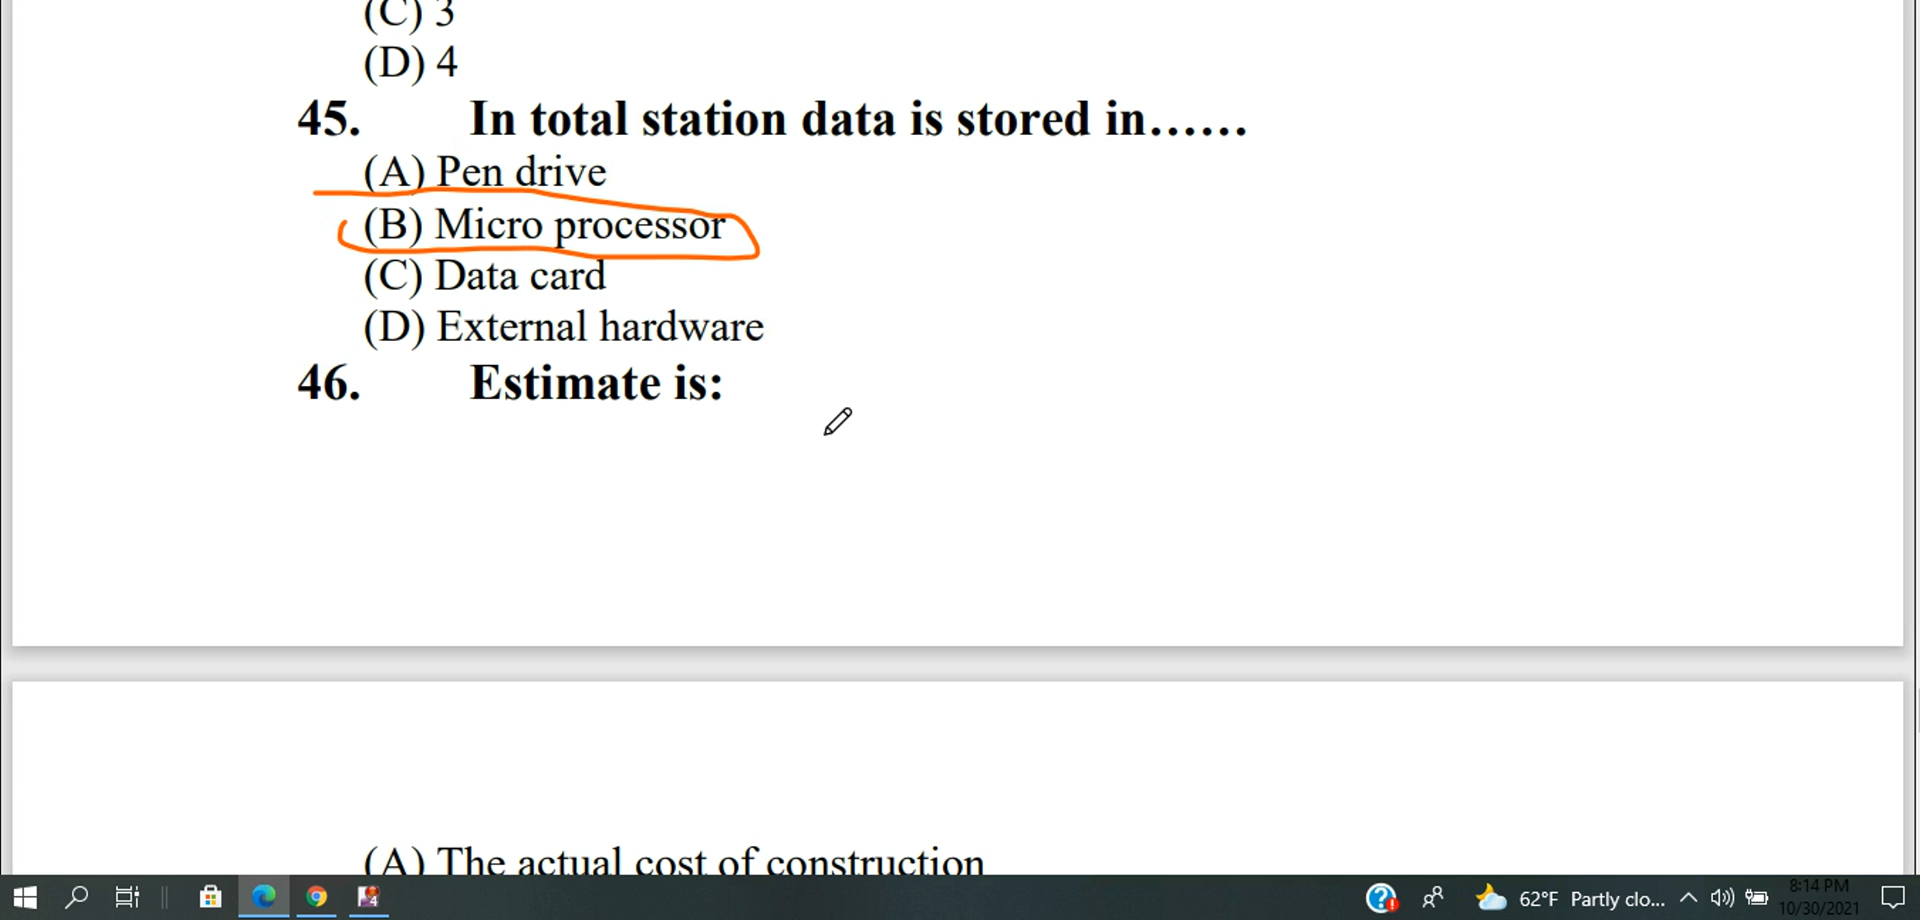 (C) 3
(D) 4
45. In total station data is stored in……
(A) Pen drive
(B) Micro processor
(C) Data card
(D) External hardware
46. Estimate is:
(A) The actual cost of construction
62°F Partly clo...
8:14 PM
10/30/2021